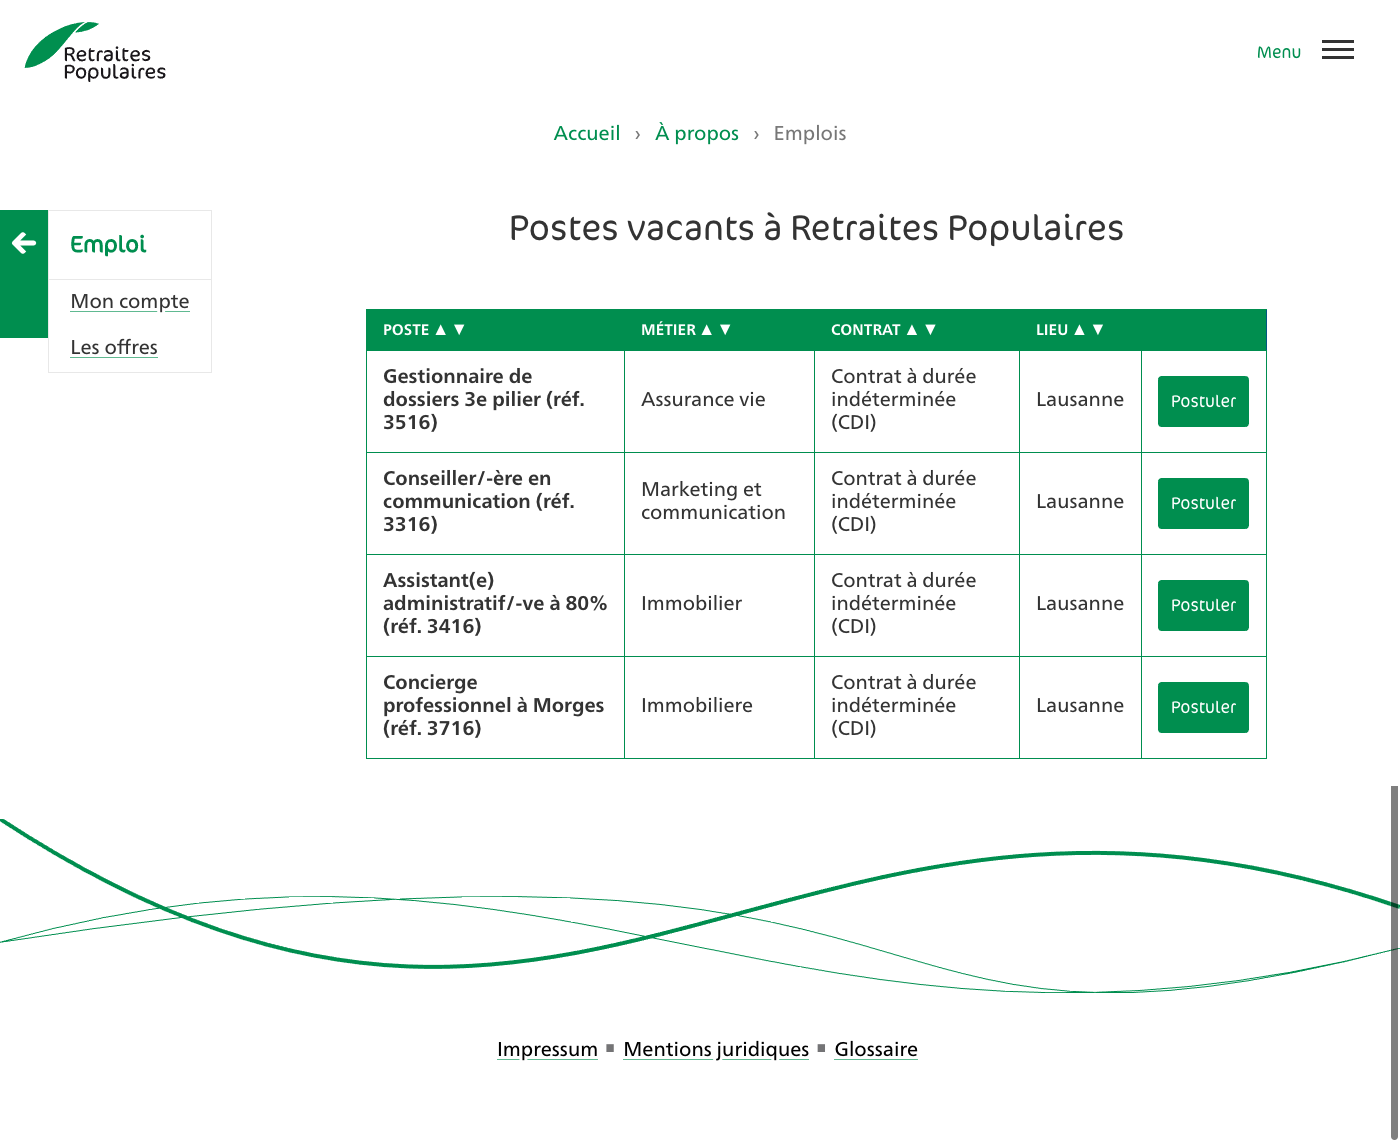 Retraites
Populaires
Menu
Accueil › À propos › Emplois
Emploi
Mon compte
Les offres
Postes vacants à Retraites Populaires
POSTE ▲ ▼ MÉTIER ▲ ▼ CONTRAT ▲ ▼ LIEU ▲ ▼
Gestionnaire de
dossiers 3e pilier (réf.
3516)
Assurance vie
Contrat à durée
indéterminée
(CDI)
Lausanne
Postuler
Conseiller/-ère en
communication (réf.
3316)
Marketing et
communication
Contrat à durée
indéterminée
(CDI)
Lausanne
Postuler
Assistant(e)
administratif/-ve à 80%
(réf. 3416)
Immobilier
Contrat à durée
indéterminée
(CDI)
Lausanne
Postuler
Concierge
professionnel à Morges
(réf. 3716)
Immobiliere
Contrat à durée
indéterminée
(CDI)
Lausanne
Postuler
Impressum ■ Mentions juridiques ■ Glossaire